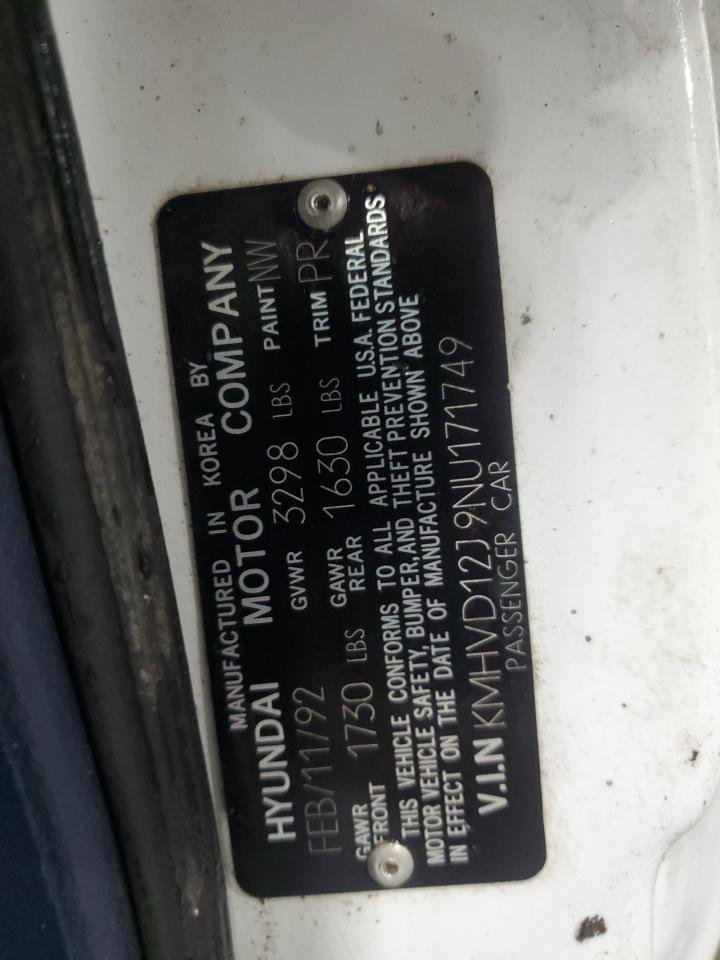 MANUFACTURED IN KOREA BY
HYUNDAI MOTOR COMPANY
FEB/11/92 GVWR 3298 LBS PAINT NW
GAWR FRONT 1730 LBS GAWR REAR 1630 LBS TRIM PR
THIS VEHICLE CONFORMS TO ALL APPLICABLE U.S.A. FEDERAL
MOTOR VEHICLE SAFETY, BUMPER, AND THEFT PREVENTION STANDARDS
IN EFFECT ON THE DATE OF MANUFACTURE SHOWN ABOVE
V.I.N KMHVD12J9NU171749
PASSENGER CAR